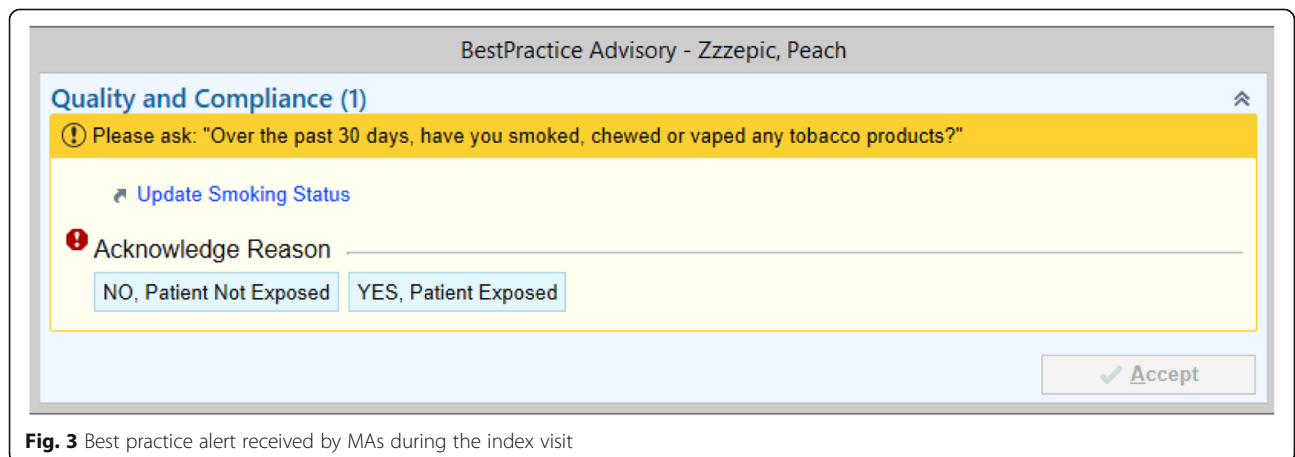 BestPractice Advisory - Zzzepic, Peach
Quality and Compliance (1)
Please ask: "Over the past 30 days, have you smoked, chewed or vaped any tobacco products?"
Update Smoking Status
Acknowledge Reason
NO, Patient Not Exposed YES, Patient Exposed
Accept
Fig. 3 Best practice alert received by MAs during the index visit